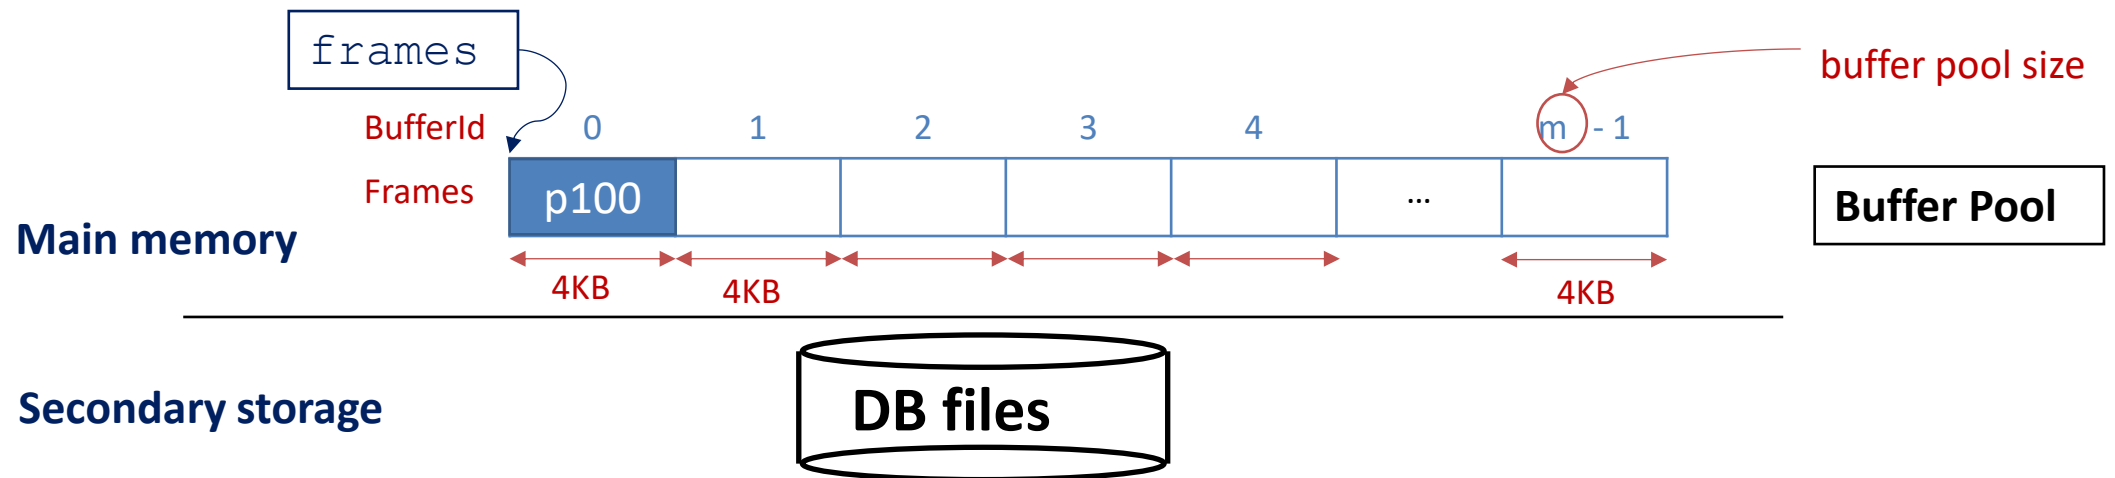 frames
buffer pool size
BufferId 0 1 2 3 4 m - 1
Frames p100 ... Buffer Pool
Main memory
4KB 4KB 4KB
Secondary storage DB files